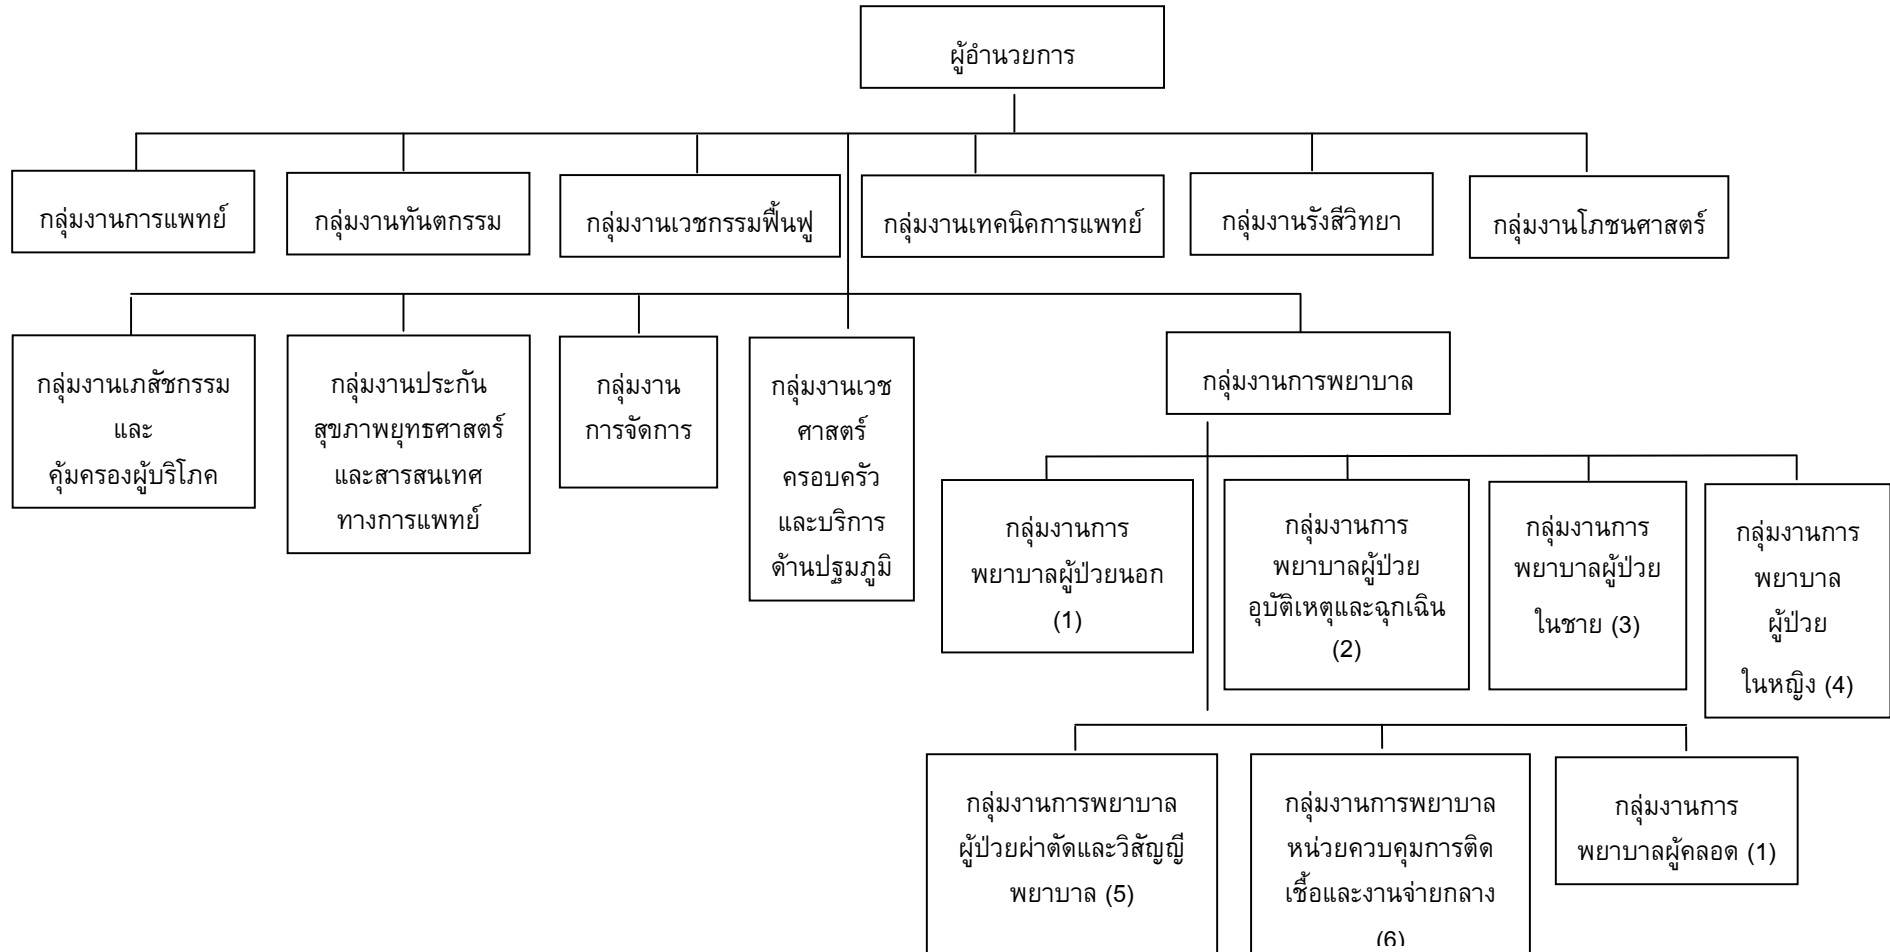 ผู้อำนวยการ
กลุ่มงานการแพทย์
กลุ่มงานทันตกรรม
กลุ่มงานเวชกรรมฟื้นฟู
กลุ่มงานเทคนิคการแพทย์
กลุ่มงานรังสีวิทยา
กลุ่มงานโภชนศาสตร์
กลุ่มงานเภสัชกรรม
และ
คุ้มครองผู้บริโภค
กลุ่มงานประกัน
สุขภาพยุทธศาสตร์
และสารสนเทศ
ทางการแพทย์
กลุ่มงาน
การจัดการ
กลุ่มงานเวช
ศาสตร์
ครอบครัว
และบริการ
ด้านปฐมภูมิ
กลุ่มงานการพยาบาล
กลุ่มงานการ
พยาบาลผู้ป่วยนอก
(1)
กลุ่มงานการ
พยาบาลผู้ป่วย
อุบัติเหตุและฉุกเฉิน
(2)
กลุ่มงานการ
พยาบาลผู้ป่วย
ในชาย (3)
กลุ่มงานการ
พยาบาล
ผู้ป่วย
ในหญิง (4)
กลุ่มงานการพยาบาล
ผู้ป่วยผ่าตัดและวิสัญญี
พยาบาล (5)
กลุ่มงานการพยาบาล
หน่วยควบคุมการติด
เชื้อและงานจ่ายกลาง
(6)
กลุ่มงานการ
พยาบาลผู้คลอด (1)